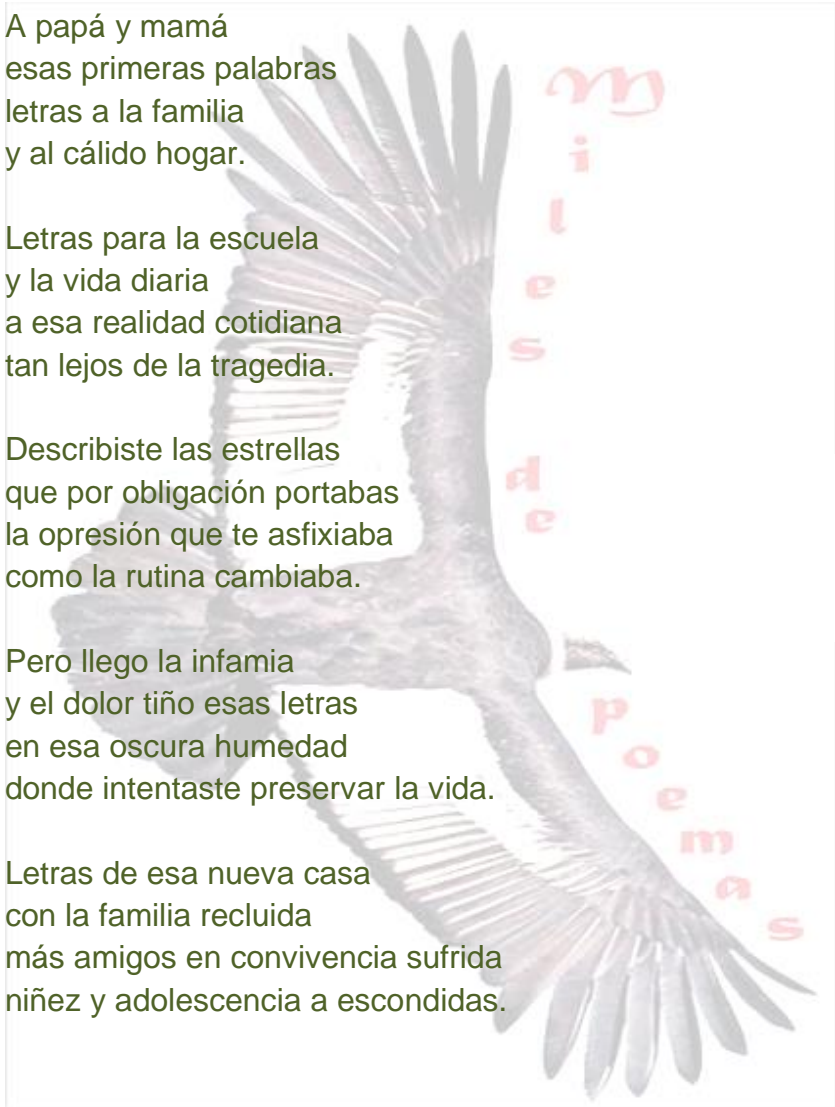 A papá y mamá
esas primeras palabras
letras a la familia
y al cálido hogar.
Letras para la escuela
y la vida diaria
a esa realidad cotidiana
tan lejos de la tragedia.
Describiste las estrellas
que por obligación portabas
la opresión que te asfixiaba
como la rutina cambiaba.
Pero llego la infamia
y el dolor tiño esas letras
en esa oscura humedad
donde intentaste preservar la vida.
Letras de esa nueva casa
con la familia recluida
más amigos en convivencia sufrida
niñez y adolescencia a escondidas.
Miles de poemas